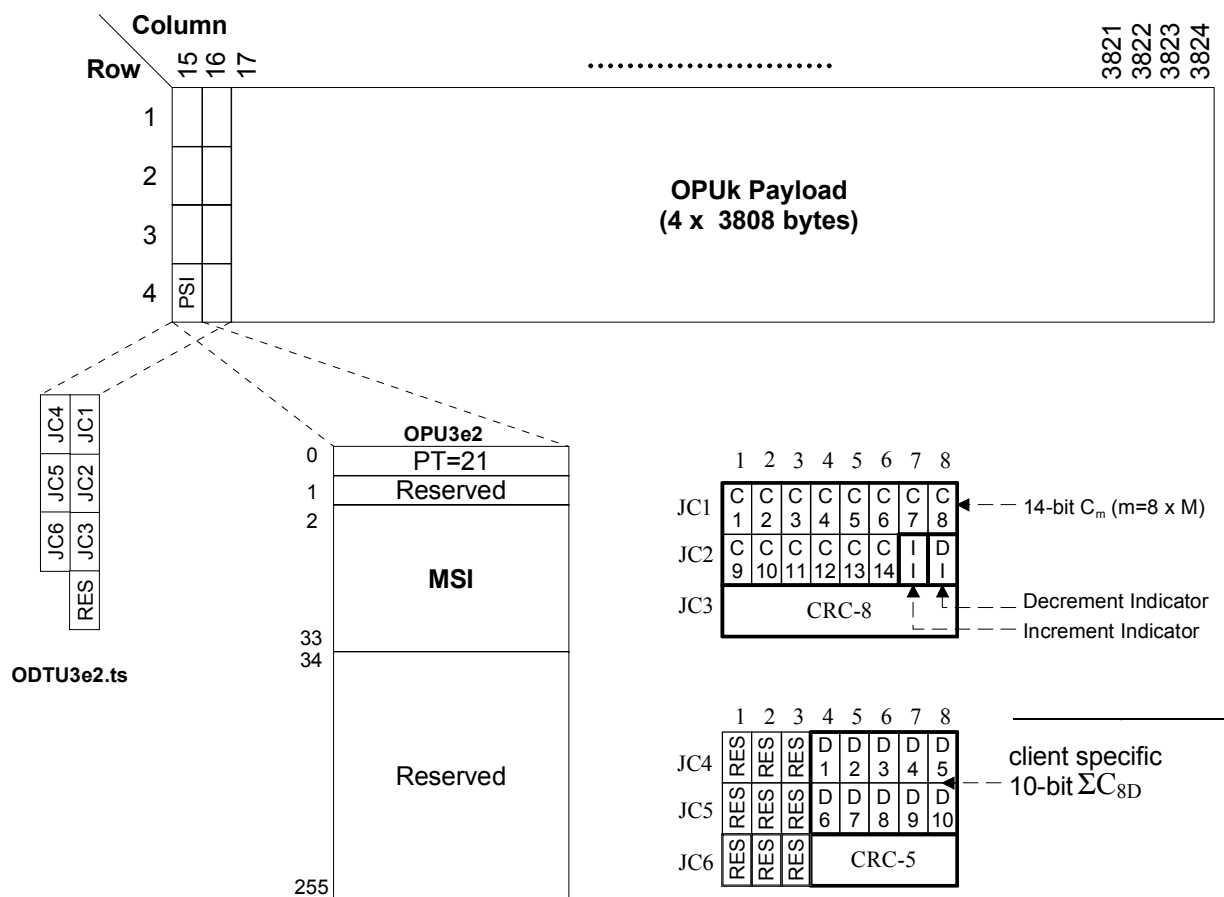 Column
Row
15 16 17 ........................ 3821 3822 3823 3824
1
2
3
4
PSI
OPUk Payload
(4 x 3808 bytes)
JC4 JC1
JC5 JC2
JC6 JC3
RES
ODTU3e2.ts
OPU3e2
0 PT=21
1 Reserved
2
MSI
33
34
Reserved
255
1 2 3 4 5 6 7 8
JC1 C1 C2 C3 C4 C5 C6 C7 C8
14-bit Cm (m=8 x M)
JC2 C9 C10 C11 C12 C13 C14 II DI
JC3 CRC-8
Decrement Indicator
Increment Indicator
1 2 3 4 5 6 7 8
JC4 RES RES RES D1 D2 D3 D4 D5
JC5 RES RES RES D6 D7 D8 D9 D10
JC6 RES RES RES CRC-5
client specific
10-bit ΣC8D